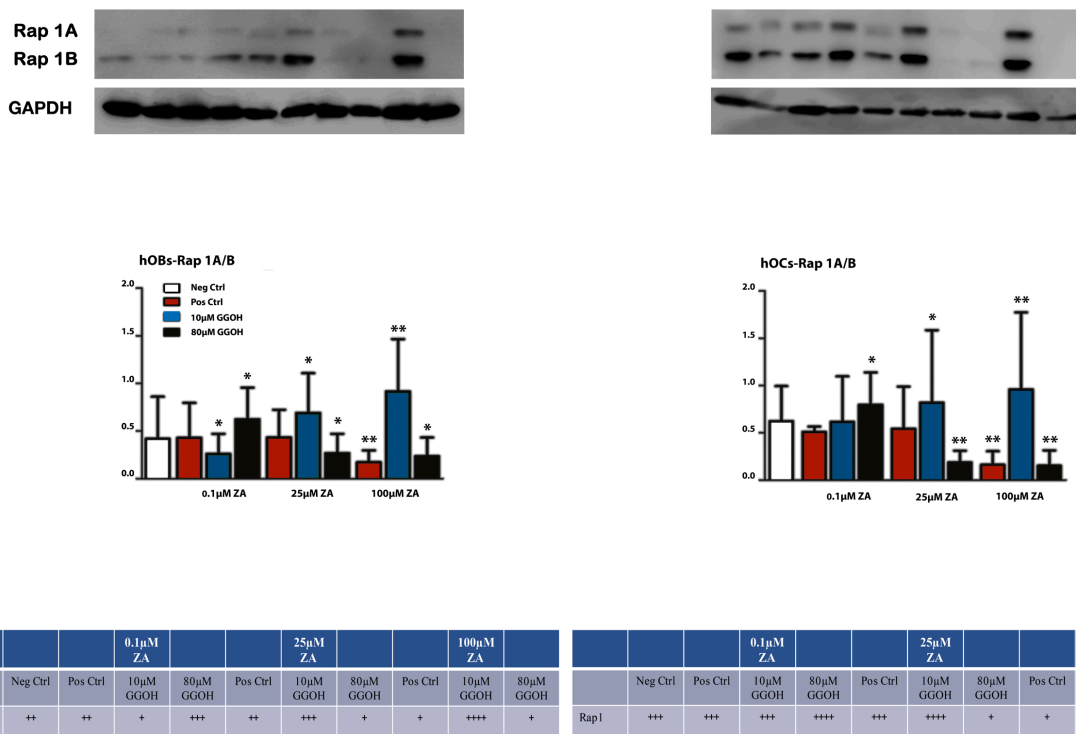 Rap 1A
Rap 1B
GAPDH
hOBs-Rap 1A/B
2.0
1.5
1.0
0.5
0.0
Neg Ctrl
Pos Ctrl
10µM GGOH
80µM GGOH
* * * * ** ** *
0.1µM ZA 25µM ZA 100µM ZA
hOCs-Rap 1A/B
2.0
1.5
1.0
0.5
0.0
* * ** ** ** **
0.1µM ZA 25µM ZA 100µM ZA
0.1µM 25µM 100µM
ZA ZA ZA
Neg Ctrl Pos Ctrl 10µM 80µM Pos Ctrl 10µM 80µM Pos Ctrl 10µM 80µM
GGOH GGOH GGOH GGOH GGOH GGOH
++ ++ + +++ ++ +++ + + ++++ +
0.1µM 25µM
ZA ZA
Neg Ctrl Pos Ctrl 10µM 80µM Pos Ctrl 10µM 80µM Pos Ctrl
GGOH GGOH GGOH GGOH
Rap1 +++ +++ +++ ++++ +++ ++++ + +